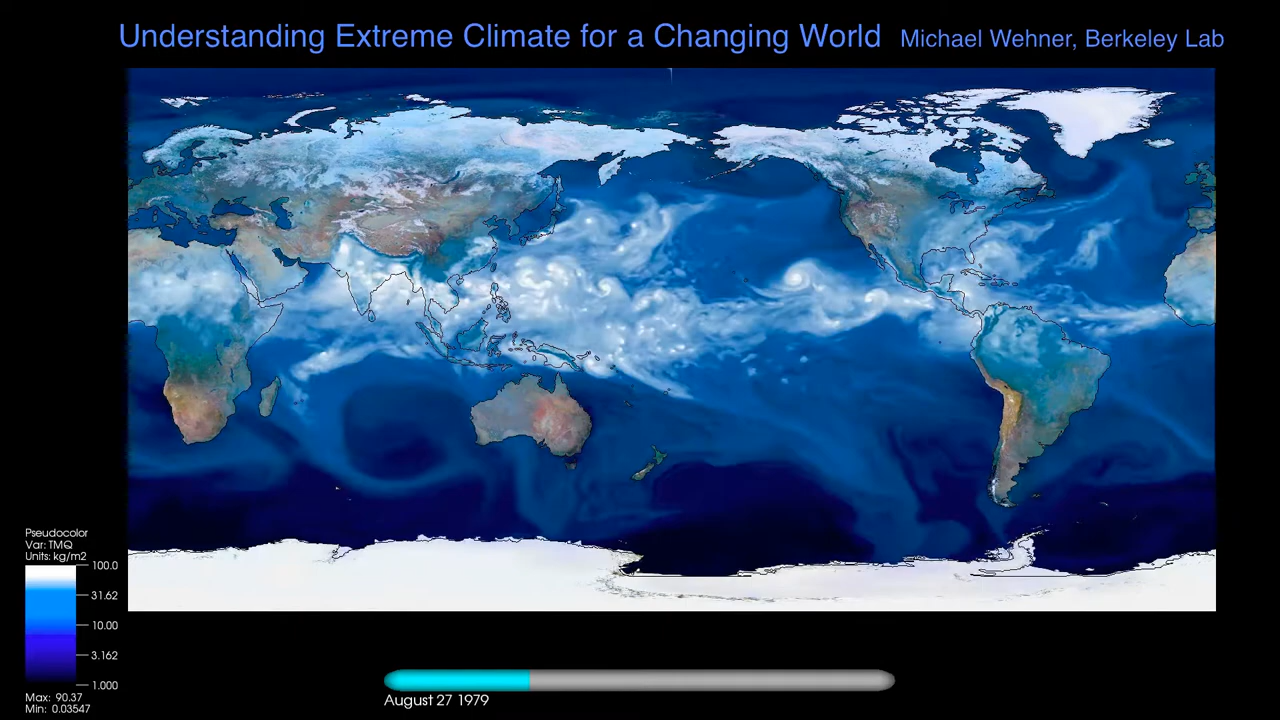 Understanding Extreme Climate for a Changing World Michael Wehner, Berkeley Lab
Pseudocolor
Var: TMQ
Units: kg/m2
100.0
31.62
10.00
3.162
1.000
Max: 90.37
Min: 0.03547
August 27 1979